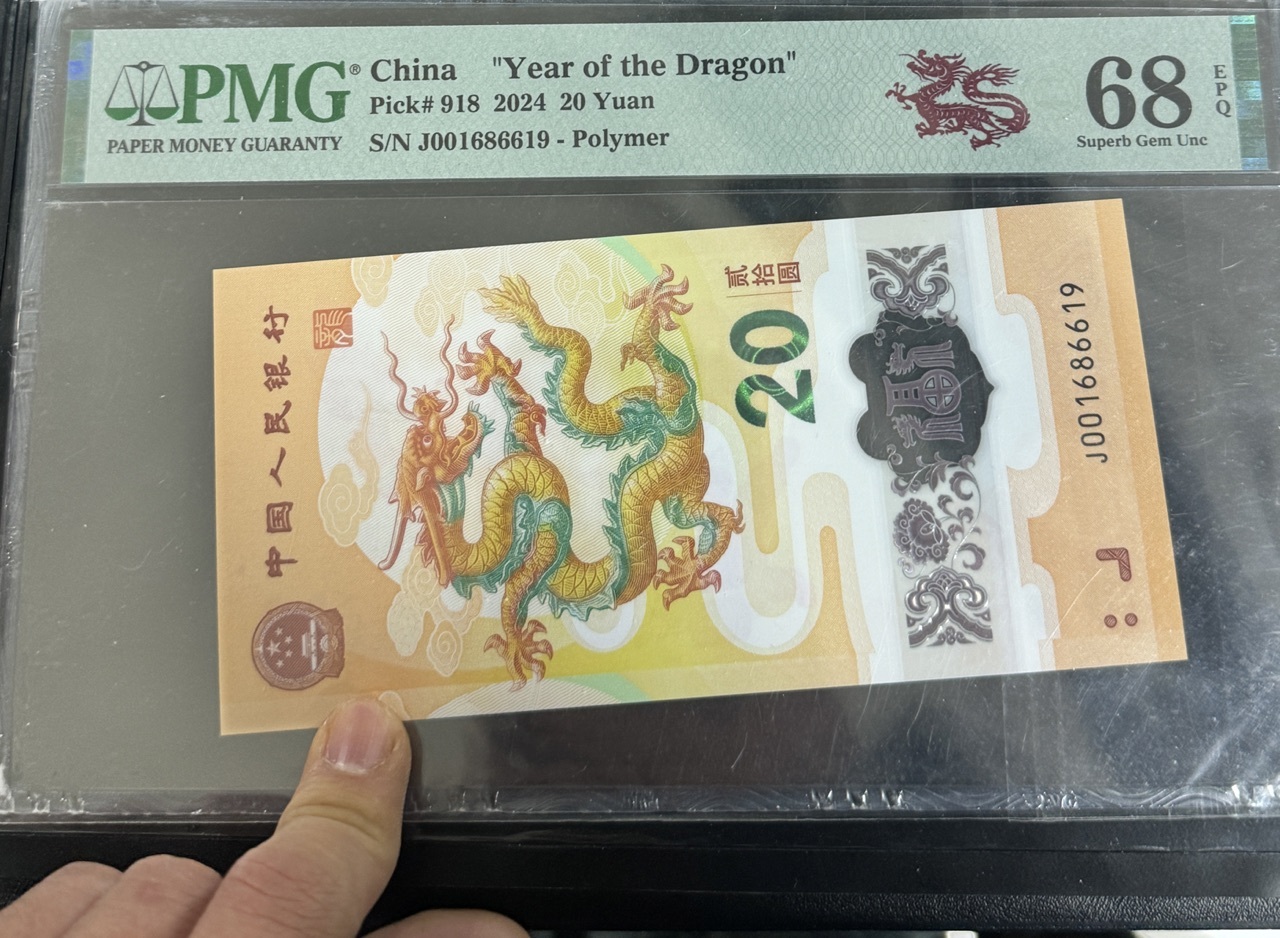 PMG®
PAPER MONEY GUARANTY
China "Year of the Dragon"
Pick# 918 2024 20 Yuan
S/N J001686619 - Polymer
68
EPQ
Superb Gem Unc
中国人民银行
贰拾圆
20
福
J001686619